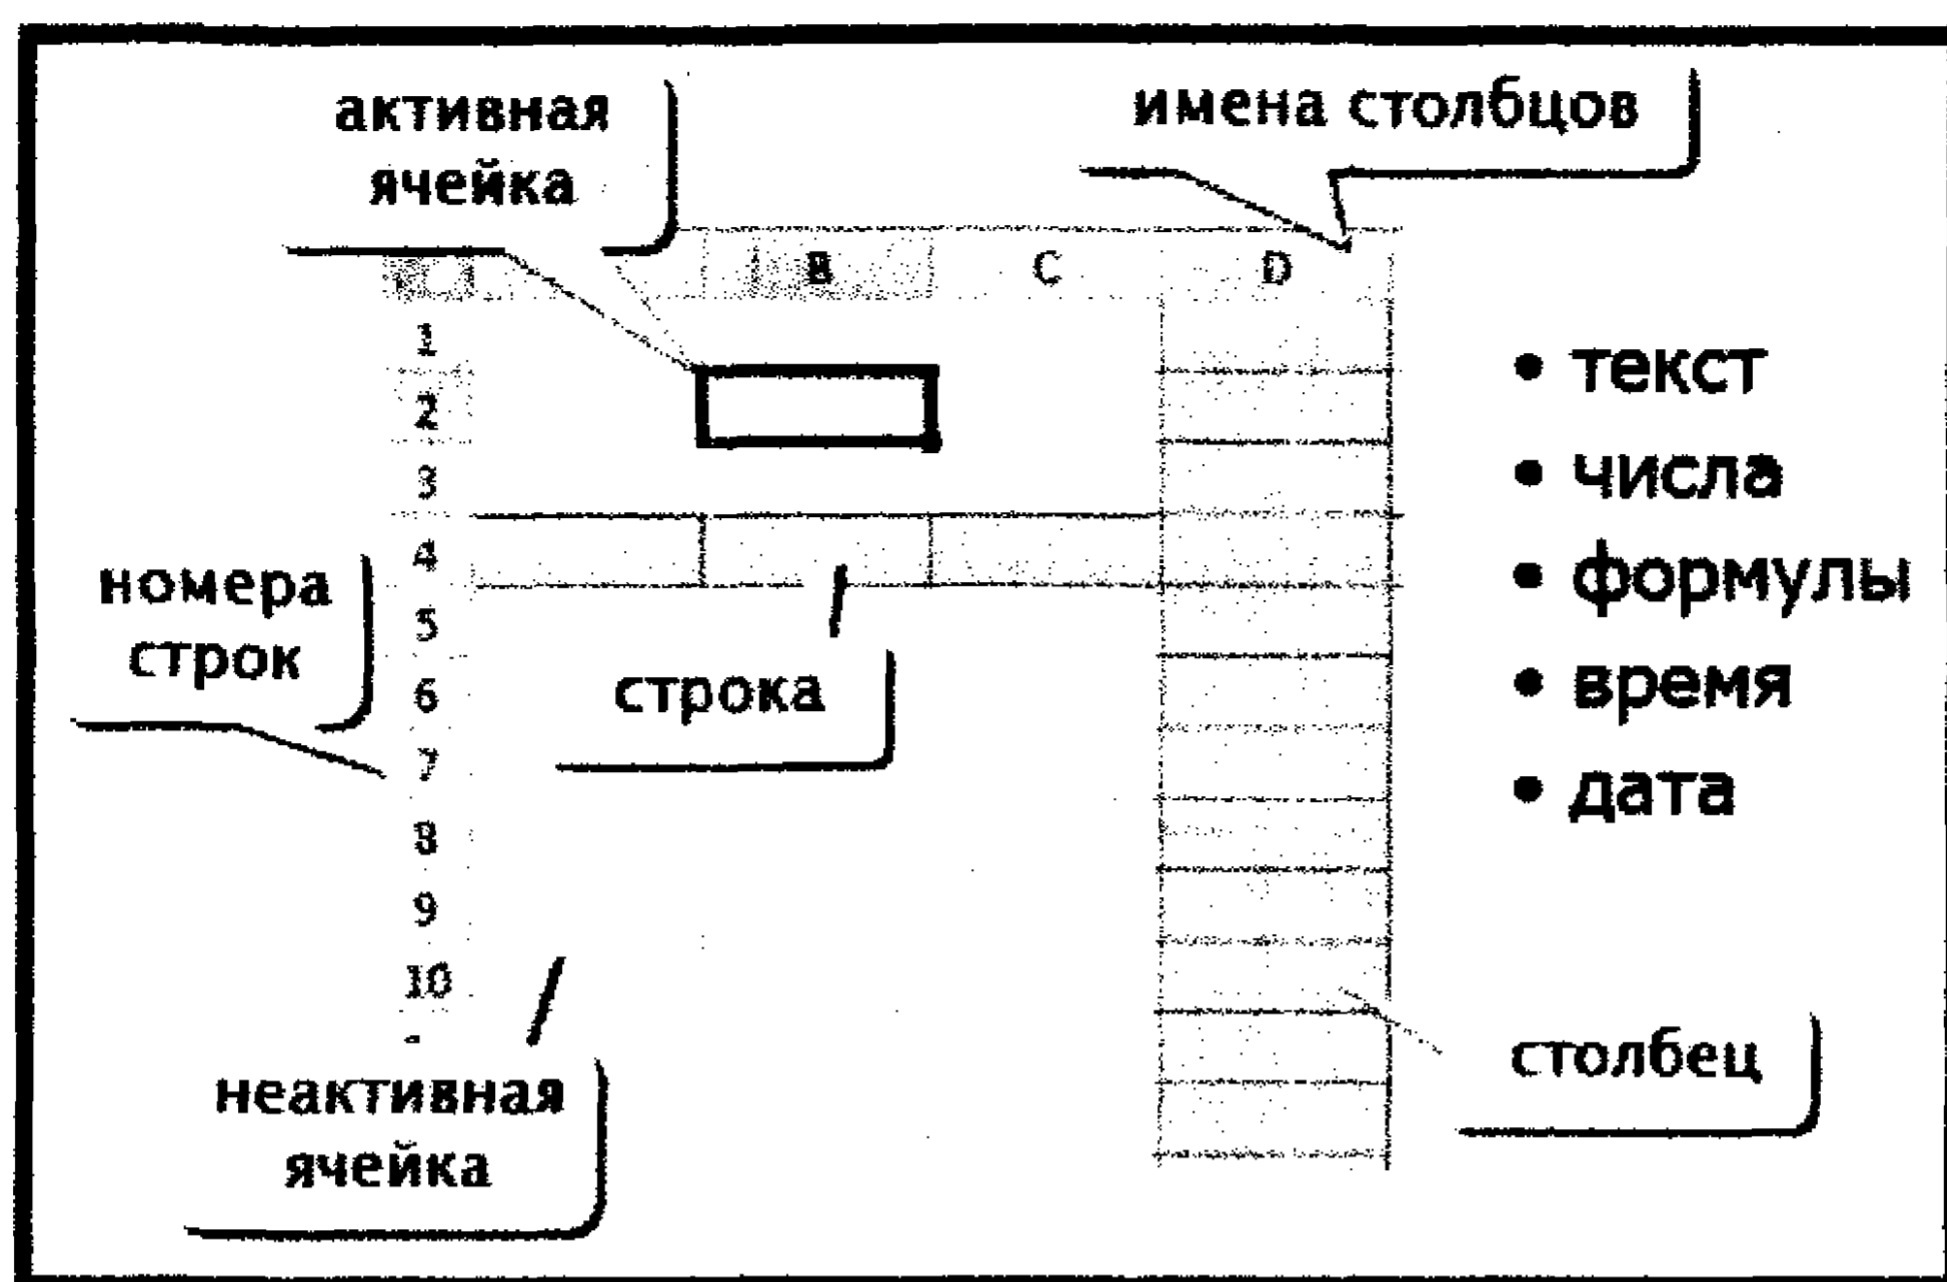 активная
ячейка
имена столбцов
B C D
1
2
3
4
5
6
7
8
9
10
номера
строк
строка
неактивная
ячейка
столбец
• текст
• числа
• формулы
• время
• дата